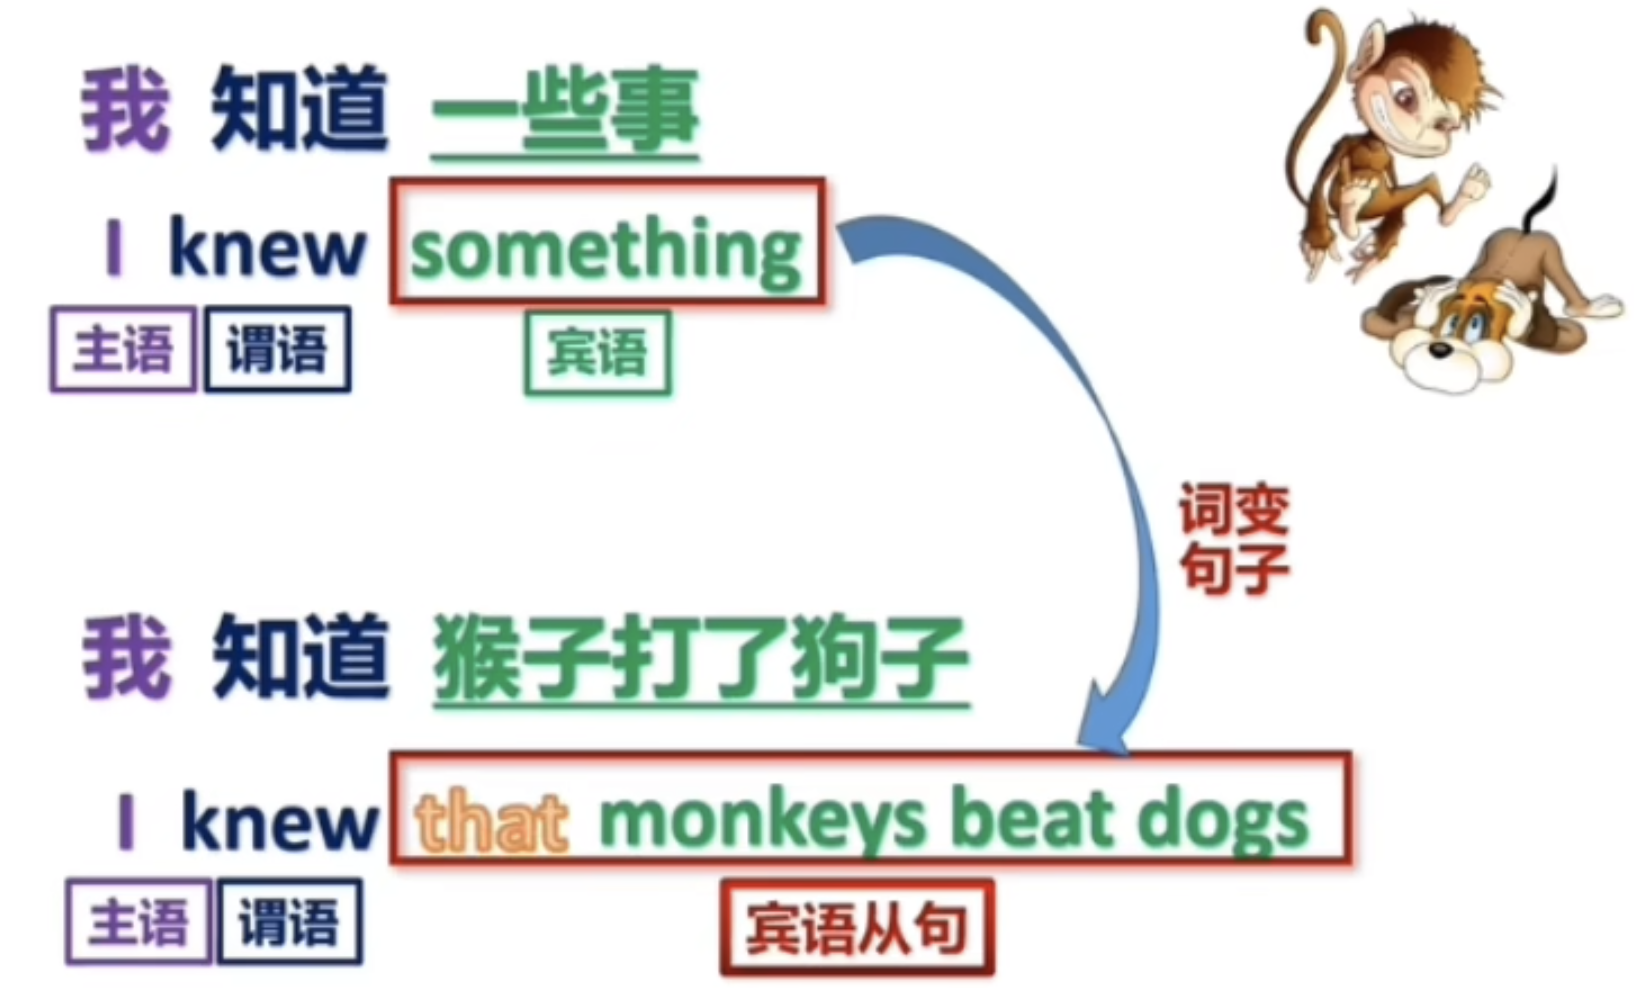 我 知道 一些事
I knew something
主语 谓语 宾语
词变
句子
我 知道 猴子打了狗子
I knew that monkeys beat dogs
主语 谓语 宾语从句